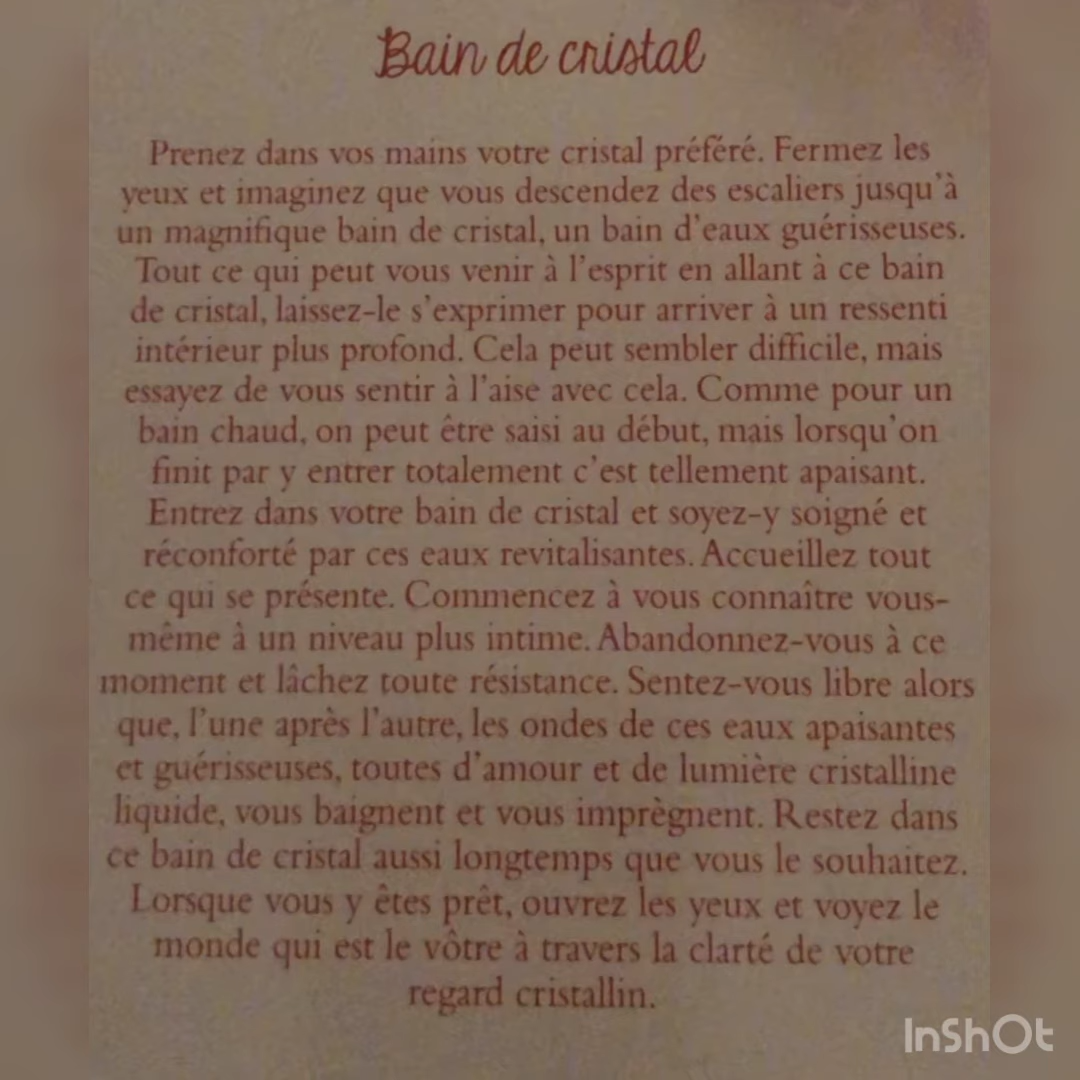 Bain de cristal
Prenez dans vos mains votre cristal préféré. Fermez les
yeux et imaginez que vous descendez des escaliers jusqu'à
un magnifique bain de cristal, un bain d'eaux guérisseuses.
Tout ce qui peut vous venir à l'esprit en allant à ce bain
de cristal, laissez-le s'exprimer pour arriver à un ressenti
intérieur plus profond. Cela peut sembler difficile, mais
essayez de vous sentir à l'aise avec cela. Comme pour un
bain chaud, on peut être saisi au début, mais lorsqu'on
finit par y entrer totalement c'est tellement apaisant.
Entrez dans votre bain de cristal et soyez-y soigné et
réconforté par ces eaux revitalisantes. Accueillez tout
ce qui se présente. Commencez à vous connaître vous-
même à un niveau plus intime. Abandonnez-vous à ce
moment et lâchez toute résistance. Sentez-vous libre alors
que, l'une après l'autre, les ondes de ces eaux apaisantes
et guérisseuses, toutes d'amour et de lumière cristalline
liquide, vous baignent et vous imprègnent. Restez dans
ce bain de cristal aussi longtemps que vous le souhaitez.
Lorsque vous y êtes prêt, ouvrez les yeux et voyez le
monde qui est le vôtre à travers la clarté de votre
regard cristallin.
InShOt